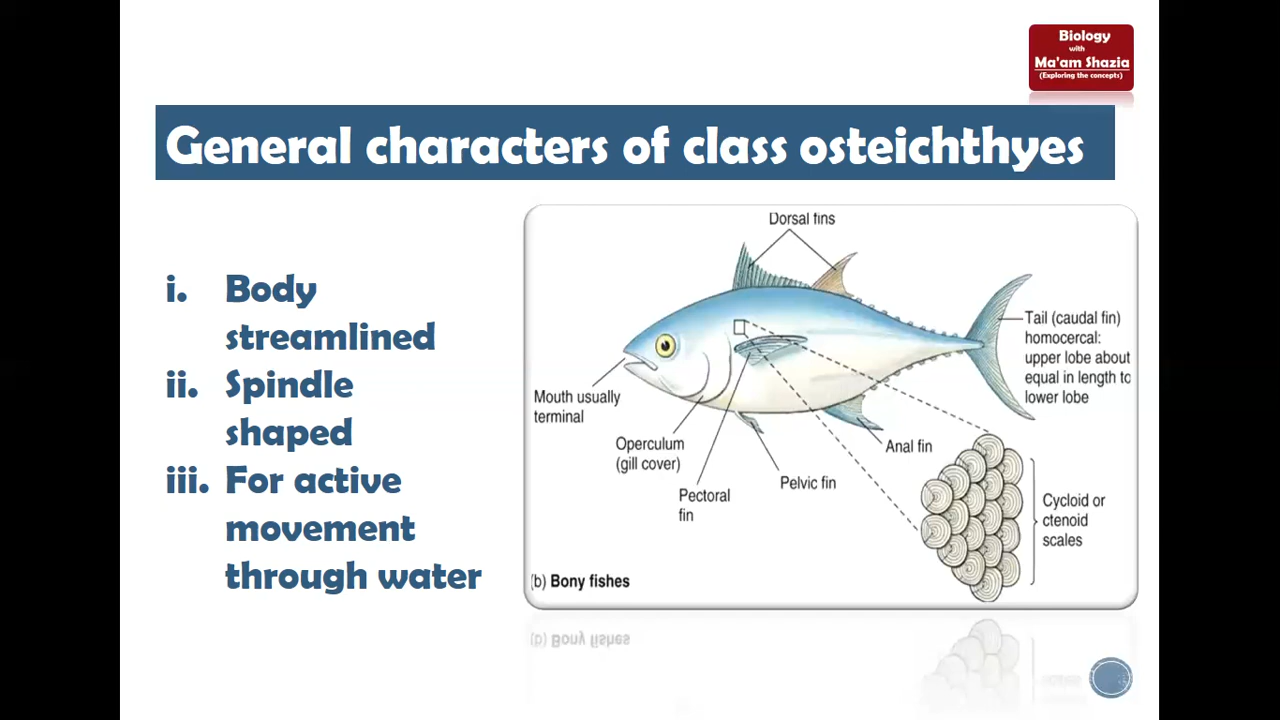 Biology
with
Ma'am Shazia
(Exploring the concepts)
General characters of class osteichthyes
i. Body
streamlined
ii. Spindle
shaped
iii. For active
movement
through water
Dorsal fins
Tail (caudal fin)
homocercal:
upper lobe about
equal in length to
lower lobe
Mouth usually
terminal
Operculum
(gill cover)
Pectoral
fin
Pelvic fin
Anal fin
Cycloid or
ctenoid
scales
(b) Bony fishes